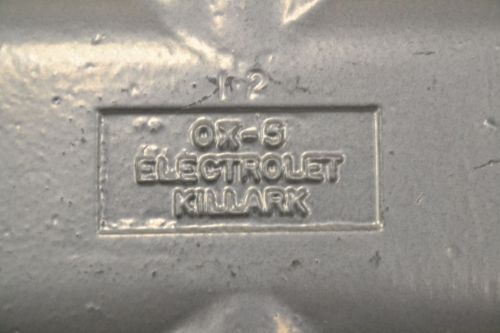 1 2
OX-5
ELECTROLET
KILLARK